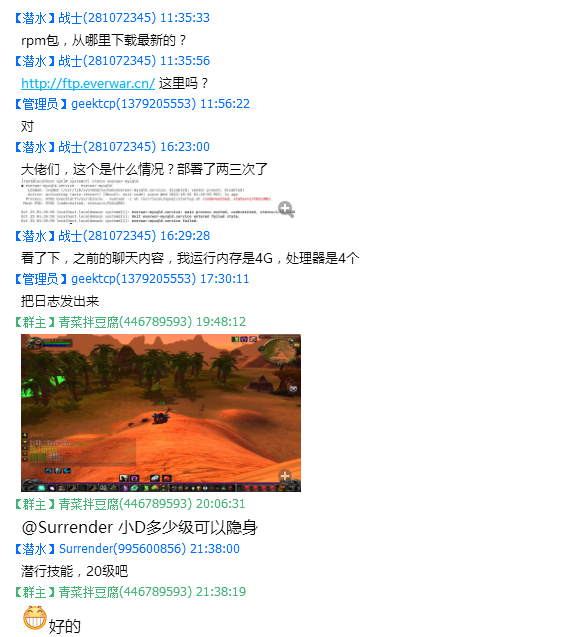 【潜水】战士(281072345) 11:35:33
rpm包，从哪里下载最新的？
【潜水】战士(281072345) 11:35:56
http://ftp.everwar.cn/ 这里吗？
【管理员】geektcp(1379205553) 11:56:22
对
【潜水】战士(281072345) 16:23:00
大佬们，这个是什么情况？部署了两三次了
【潜水】战士(281072345) 16:29:28
看了下，之前的聊天内容，我运行内存是4G，处理器是4个
【管理员】geektcp(1379205553) 17:30:11
把日志发出来
【群主】青菜拌豆腐(446789593) 19:48:12
【群主】青菜拌豆腐(446789593) 20:06:31
@Surrender 小D多少级可以隐身
【潜水】Surrender(995600856) 21:38:00
潜行技能，20级吧
【群主】青菜拌豆腐(446789593) 21:38:19
好的